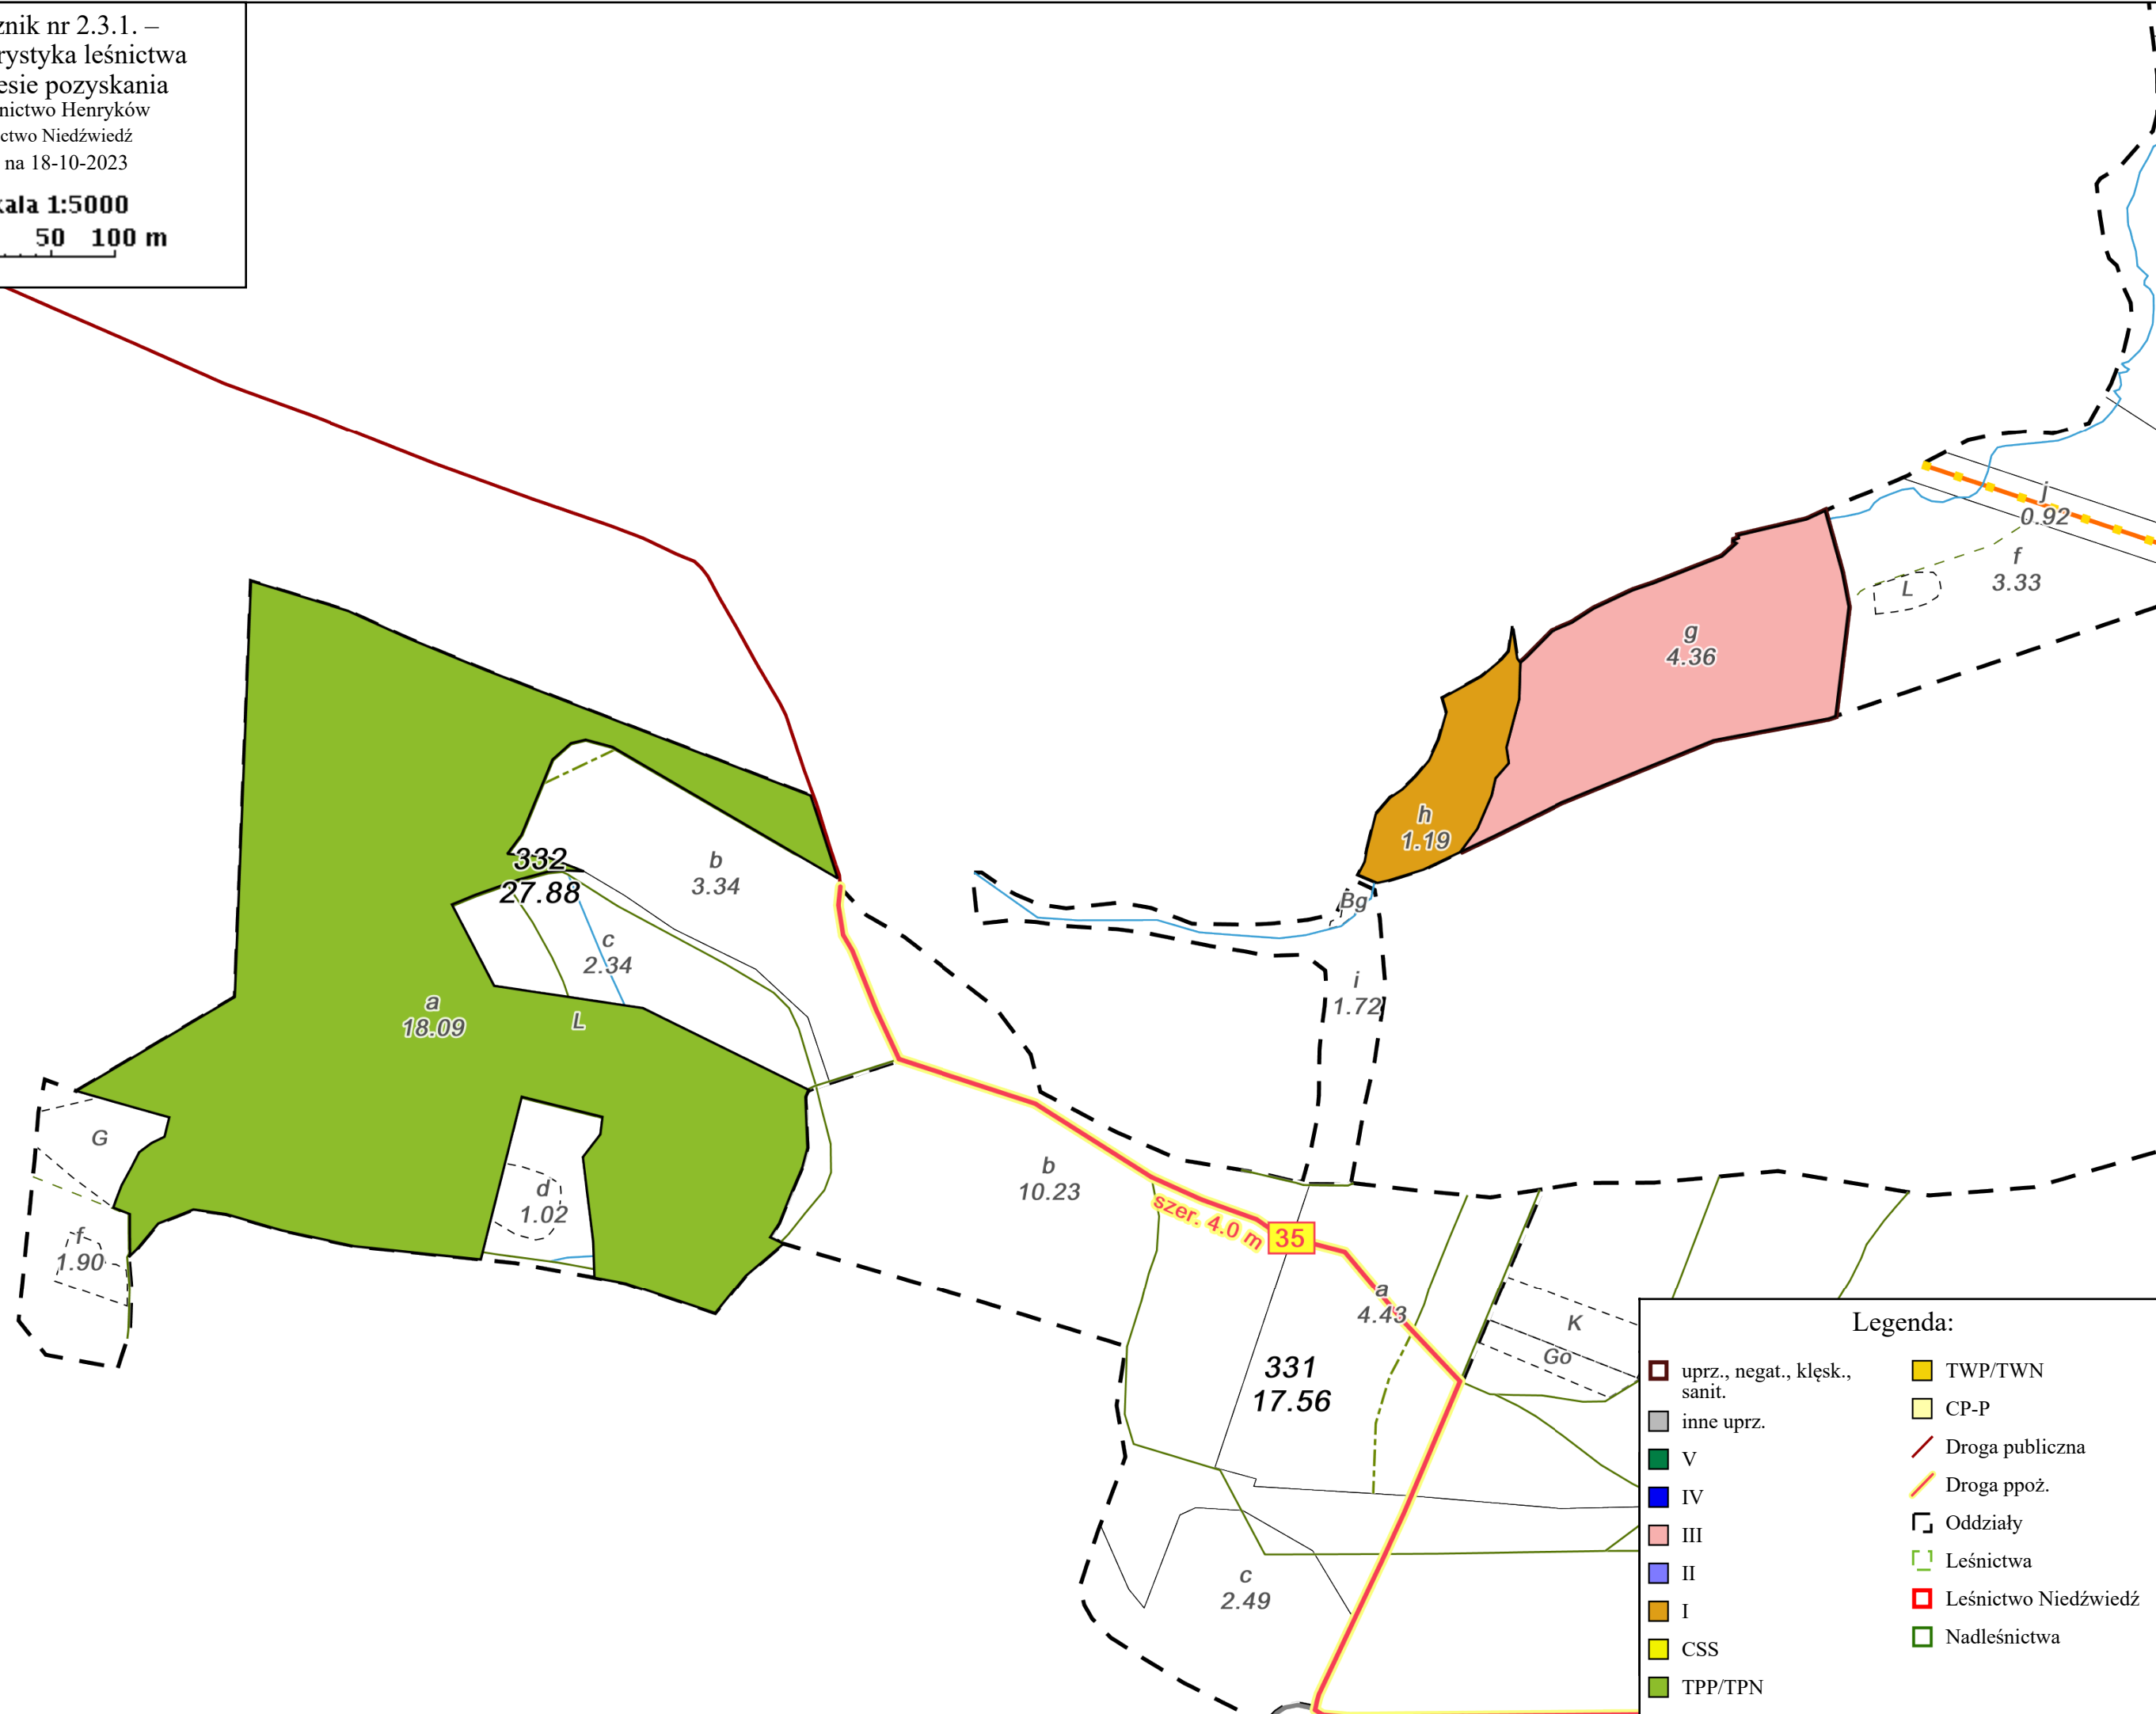 znik nr 2.3.1. –
rystyka leśnictwa
esie pozyskania
nictwo Henryków
ctwo Niedźwiedź
na 18-10-2023
kala 1:5000
50 100 m
j
0.92
f
3.33
L
g
4.36
h
1.19
Bg
i
1.72
332
27.88
b
3.34
c
2.34
a
18.09
L
G
d
1.02
f
1.90
b
10.23
szer. 4.0 m
35
a
4.43
331
17.56
K
Go
c
2.49
Legenda:
uprz., negat., klęsk.,
sanit.
inne uprz.
V
IV
III
II
I
CSS
TPP/TPN
TWP/TWN
CP-P
Droga publiczna
Droga ppoż.
Oddziały
Leśnictwa
Leśnictwo Niedźwiedź
Nadleśnictwa